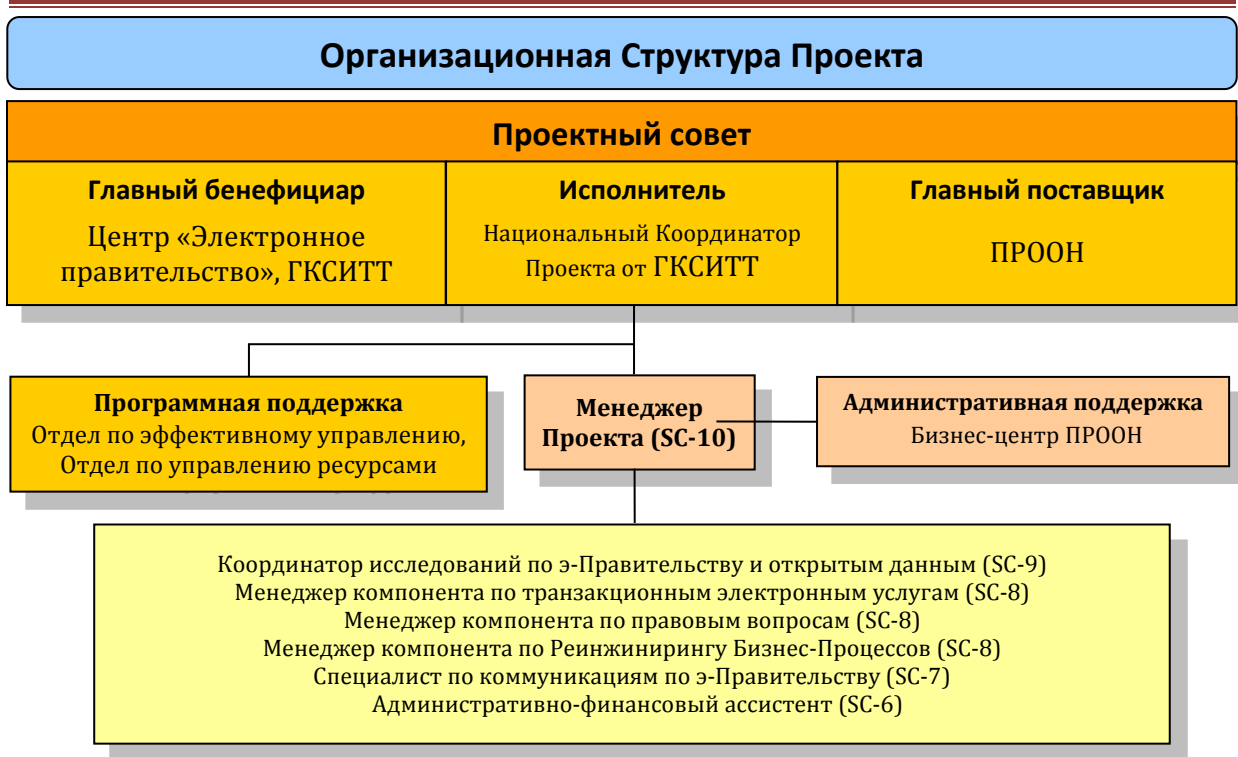 Организационная Структура Проекта
Проектный совет
Главный бенефициар
Центр «Электронное
правительство», ГКСИТТ
Исполнитель
Национальный Координатор
Проекта от ГКСИТТ
Главный поставщик
ПРООН
Программная поддержка
Отдел по эффективному управлению,
Отдел по управлению ресурсами
Менеджер
Проекта (SC-10)
Административная поддержка
Бизнес-центр ПРООН
Координатор исследований по э-Правительству и открытым данным (SC-9)
Менеджер компонента по транзакционным электронным услугам (SC-8)
Менеджер компонента по правовым вопросам (SC-8)
Менеджер компонента по Реинжинирингу Бизнес-Процессов (SC-8)
Специалист по коммуникациям по э-Правительству (SC-7)
Административно-финансовый ассистент (SC-6)